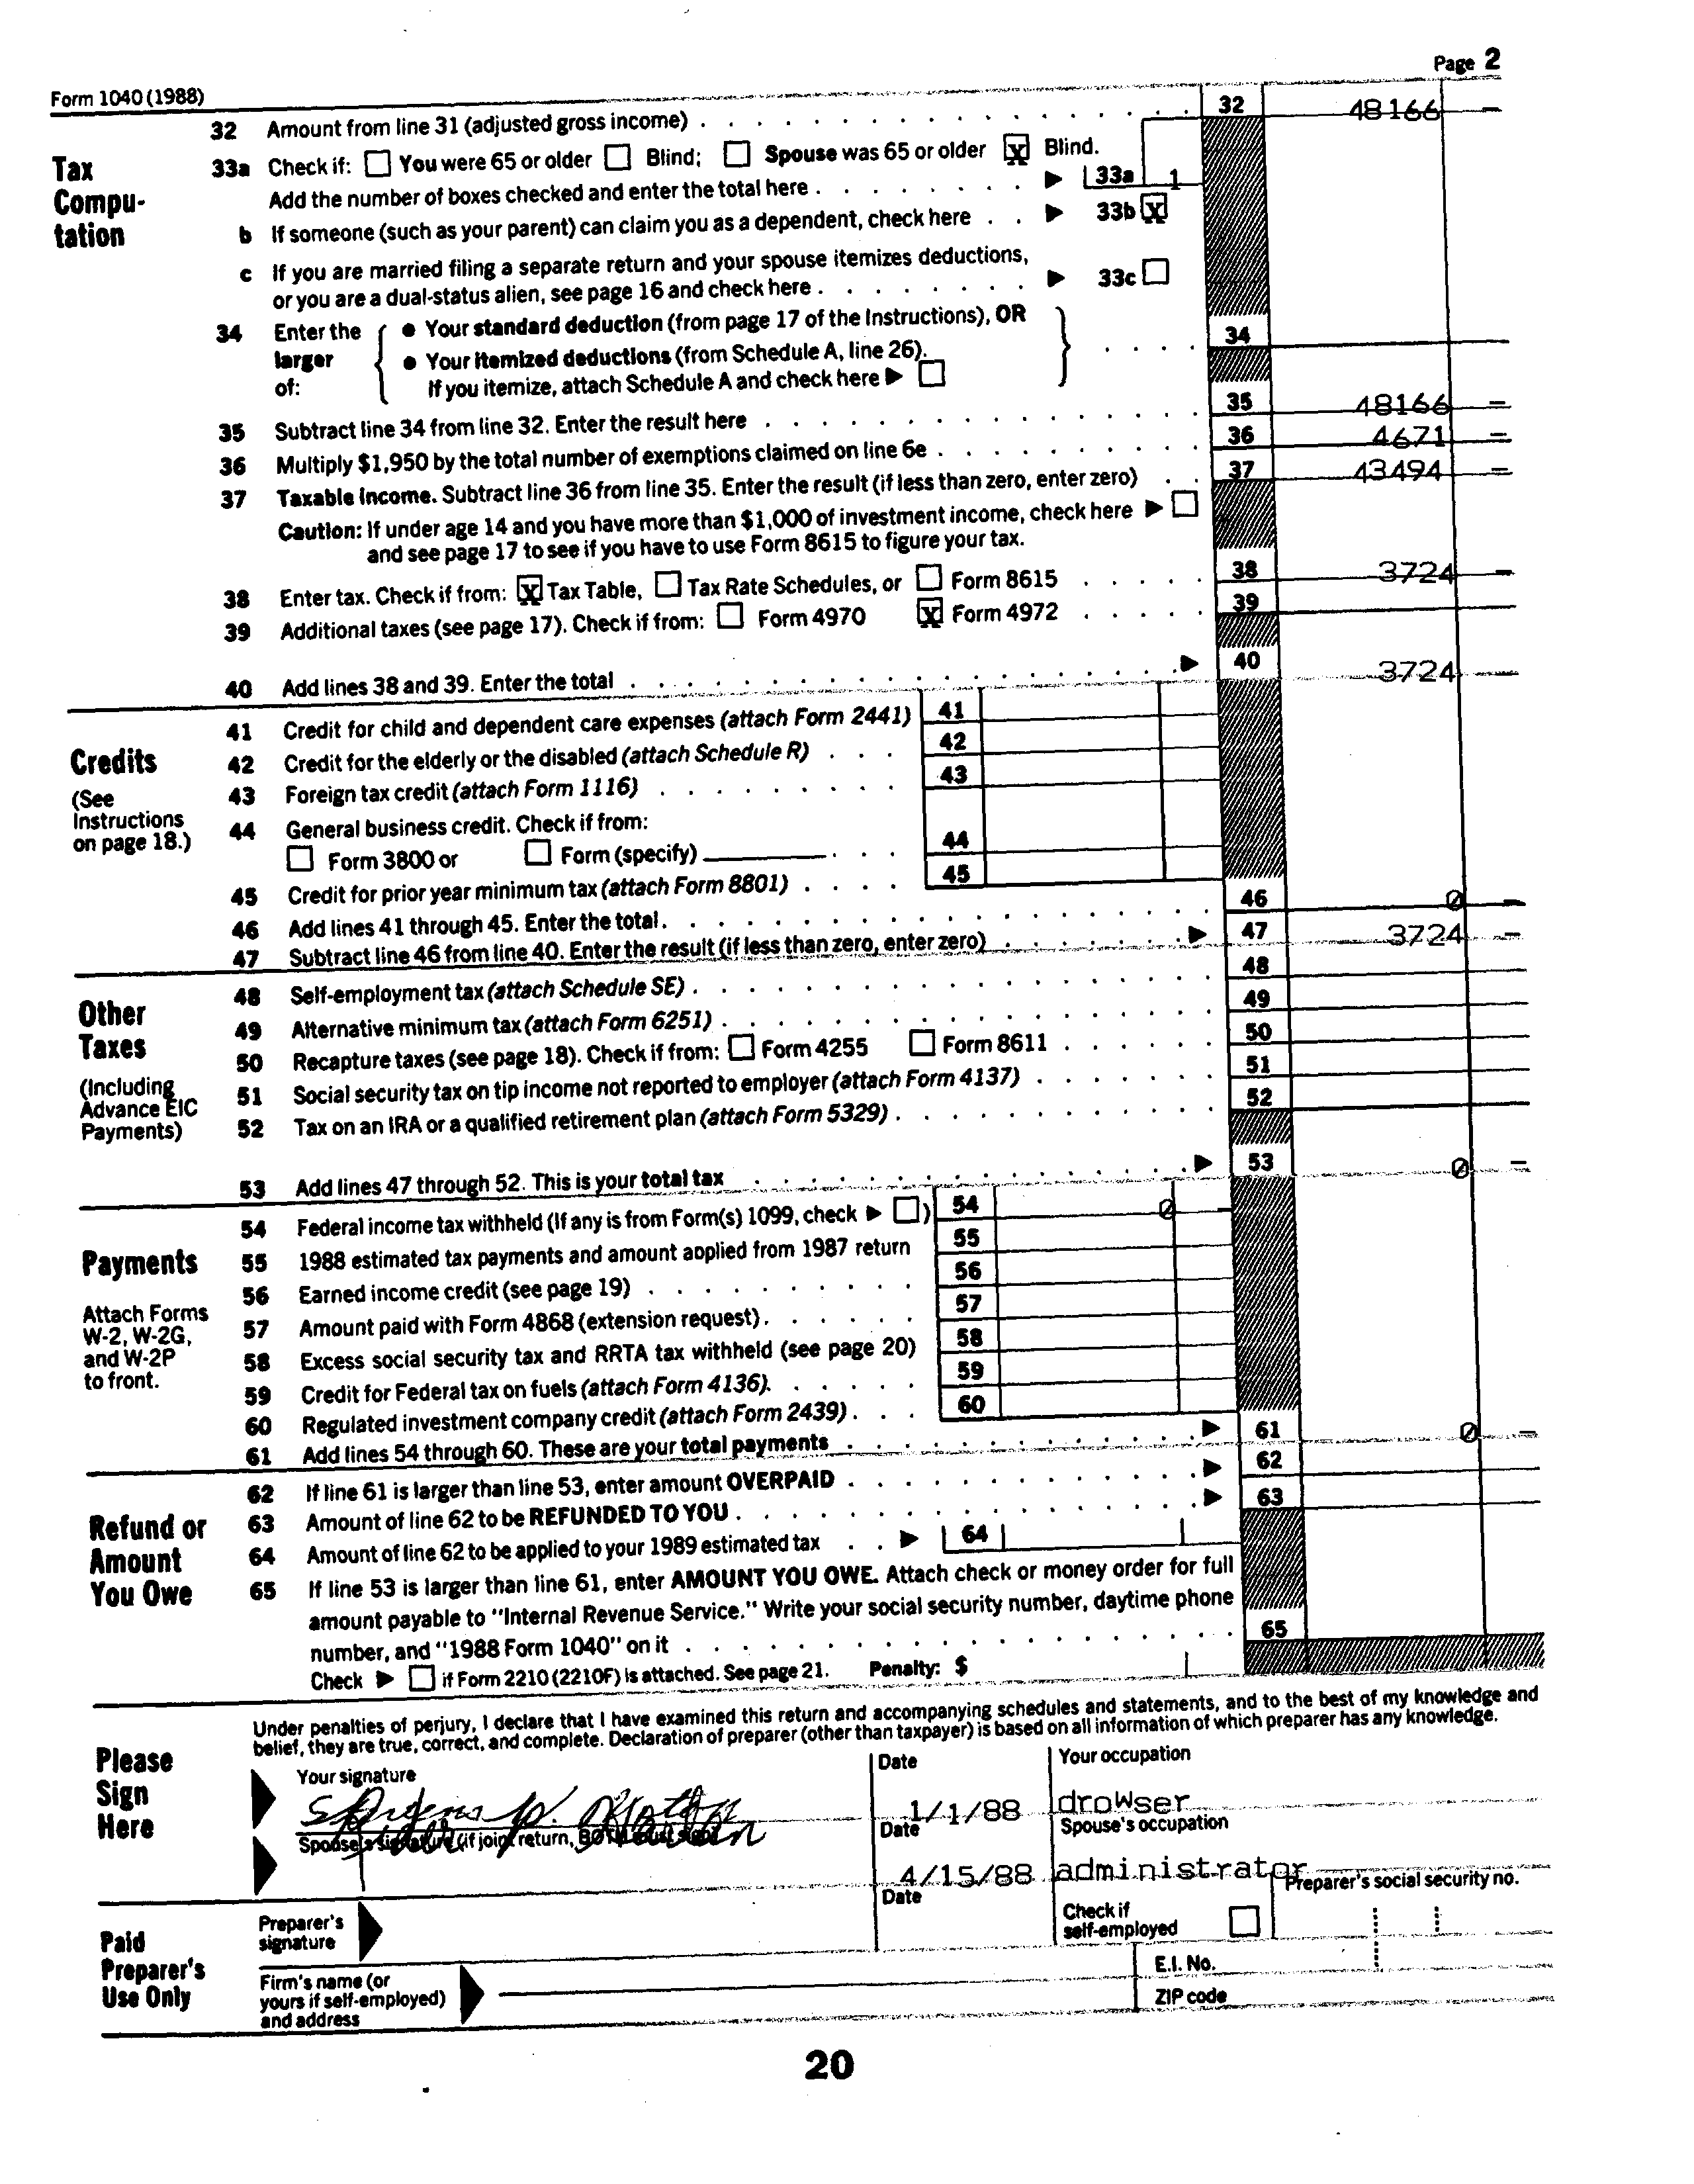 Page 2
Form 1040 (1988)
32 Amount from line 31 (adjusted gross income) 32 48166 –
Tax Compu-tation
33a Check if: You were 65 or older Blind; Spouse was 65 or older X Blind.
Add the number of boxes checked and enter the total here 33a 1
b If someone (such as your parent) can claim you as a dependent, check here 33b X
c If you are married filing a separate return and your spouse itemizes deductions,
or you are a dual-status alien, see page 16 and check here 33c
34 Enter the larger of:
• Your standard deduction (from page 17 of the Instructions), OR
• Your itemized deductions (from Schedule A, line 26).
If you itemize, attach Schedule A and check here
34
35 Subtract line 34 from line 32. Enter the result here 35 48166 –
36 Multiply $1,950 by the total number of exemptions claimed on line 6e 36 4671 –
37 Taxable income. Subtract line 36 from line 35. Enter the result (if less than zero, enter zero) 37 43494 –
Caution: If under age 14 and you have more than $1,000 of investment income, check here
and see page 17 to see if you have to use Form 8615 to figure your tax.
38 Enter tax. Check if from: X Tax Table, Tax Rate Schedules, or Form 8615 38 3724 –
39 Additional taxes (see page 17). Check if from: Form 4970 X Form 4972 39
40 Add lines 38 and 39. Enter the total 40 3724 –
Credits
(See Instructions on page 18.)
41 Credit for child and dependent care expenses (attach Form 2441) 41
42 Credit for the elderly or the disabled (attach Schedule R) 42
43 Foreign tax credit (attach Form 1116) 43
44 General business credit. Check if from:
Form 3800 or Form (specify) 44
45 Credit for prior year minimum tax (attach Form 8801) 45
46 Add lines 41 through 45. Enter the total 46 0 –
47 Subtract line 46 from line 40. Enter the result (if less than zero, enter zero) 47 3724 –
Other Taxes
(Including Advance EIC Payments)
48 Self-employment tax (attach Schedule SE) 48
49 Alternative minimum tax (attach Form 6251) 49
50 Recapture taxes (see page 18). Check if from: Form 4255 Form 8611 50
51 Social security tax on tip income not reported to employer (attach Form 4137) 51
52 Tax on an IRA or a qualified retirement plan (attach Form 5329) 52
53 Add lines 47 through 52. This is your total tax 53 0 –
Payments
Attach Forms W-2, W-2G, and W-2P to front.
54 Federal income tax withheld (If any is from Form(s) 1099, check ) 54 0 –
55 1988 estimated tax payments and amount applied from 1987 return 55
56 Earned income credit (see page 19) 56
57 Amount paid with Form 4868 (extension request) 57
58 Excess social security tax and RRTA tax withheld (see page 20) 58
59 Credit for Federal tax on fuels (attach Form 4136) 59
60 Regulated investment company credit (attach Form 2439) 60
61 Add lines 54 through 60. These are your total payments 61 0 –
Refund or Amount You Owe
62 If line 61 is larger than line 53, enter amount OVERPAID 62
63 Amount of line 62 to be REFUNDED TO YOU 63
64 Amount of line 62 to be applied to your 1989 estimated tax 64
65 If line 53 is larger than line 61, enter AMOUNT YOU OWE. Attach check or money order for full
amount payable to "Internal Revenue Service." Write your social security number, daytime phone
number, and "1988 Form 1040" on it 65
Check if Form 2210 (2210F) is attached. See page 21. Penalty: $
Please Sign Here
Under penalties of perjury, I declare that I have examined this return and accompanying schedules and statements, and to the best of my knowledge and
belief, they are true, correct, and complete. Declaration of preparer (other than taxpayer) is based on all information of which preparer has any knowledge.
Your signature Date 1/1/88 Your occupation drowser
Spouse's signature (if joint return, BOTH must sign) Date 4/15/88 Spouse's occupation administrator
Paid Preparer's Use Only
Preparer's signature Date Check if self-employed Preparer's social security no.
Firm's name (or yours if self-employed) and address E.I. No.
ZIP code
20